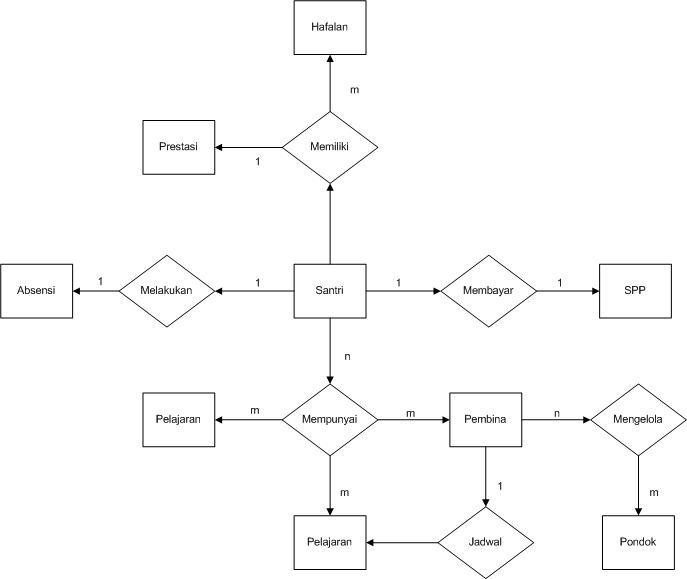 Hafalan
m
Prestasi
1
Memiliki
Absensi
1
Melakukan
1
Santri
1
Membayar
1
SPP
n
Pelajaran
m
Mempunyai
m
Pembina
n
Mengelola
m
1
m
Pelajaran
Jadwal
Pondok